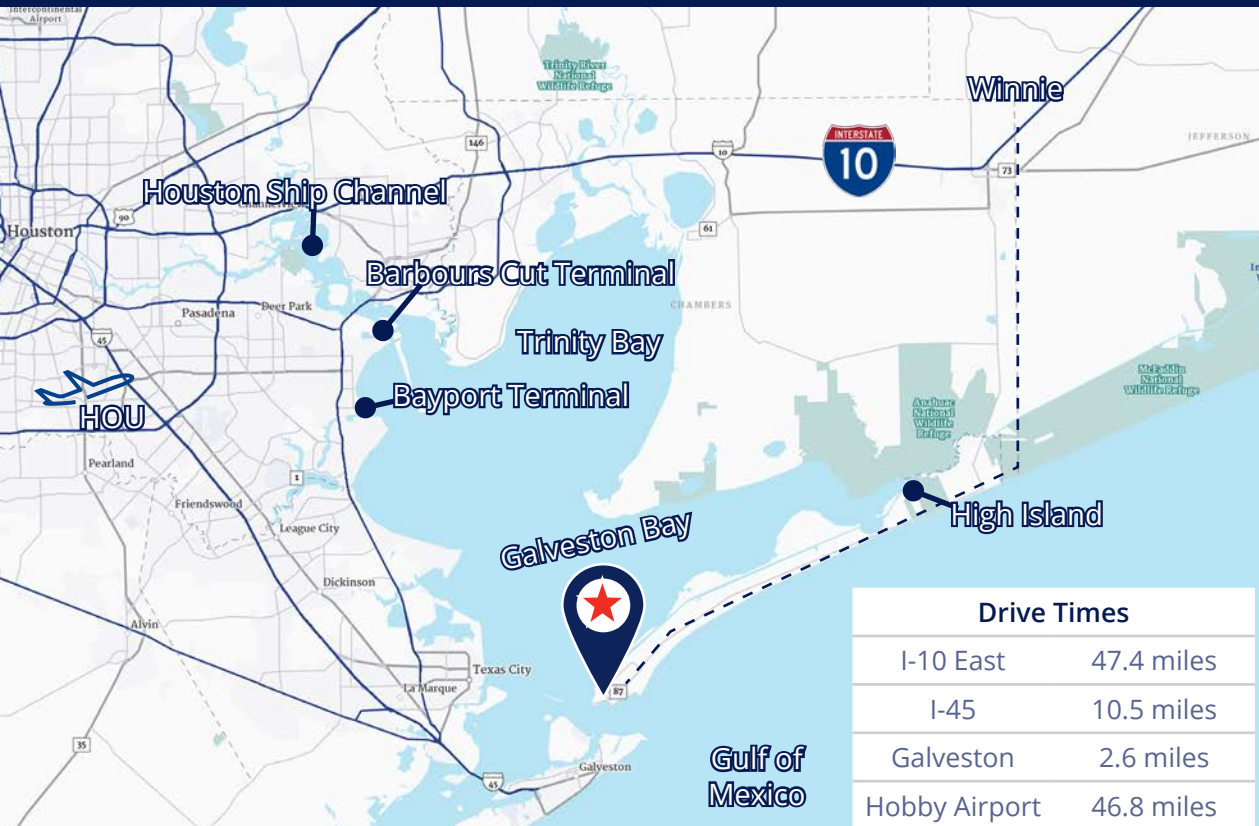 Intercontinental
Airport
Trinity River
National
Wildlife Refuge
Winnie
146
10
INTERSTATE
10
JEFFERSON
73
Houston Ship Channel
90
Houston
61
Barbours Cut Terminal
CHAMBERS
Pasadena
Deer Park
Trinity Bay
45
McFaddin
National
Wildlife Refuge
HOU
Bayport Terminal
Anahuac
National
Wildlife
Refuge
Pearland
1
Friendswood
High Island
League City
Galveston Bay
Dickinson
Alvin
Texas City
La Marque
87
35
45
Galveston
Gulf of
Mexico
Drive Times
I-10 East 47.4 miles
I-45 10.5 miles
Galveston 2.6 miles
Hobby Airport 46.8 miles